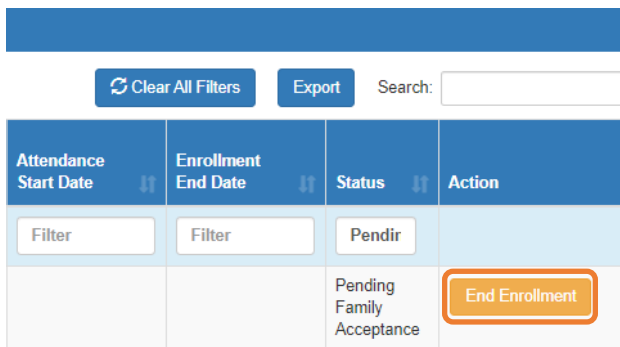 Clear All Filters Export Search:
Attendance Start Date Enrollment End Date Status Action
Filter Filter Pendir
Pending
Family
Acceptance
End Enrollment